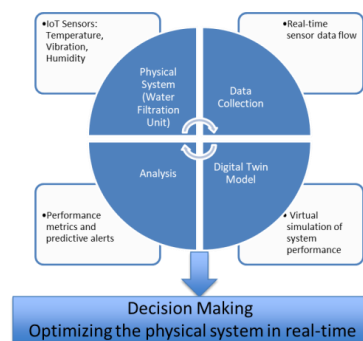 •IoT Sensors:
Temperature,
Vibration,
Humidity
•Real-time
sensor data flow
Physical
System
(Water
Filtration
Unit)
Data
Collection
Analysis
Digital Twin
Model
•Performance
metrics and
predictive alerts
• Virtual
simulation of
system
performance
Decision Making
Optimizing the physical system in real-time